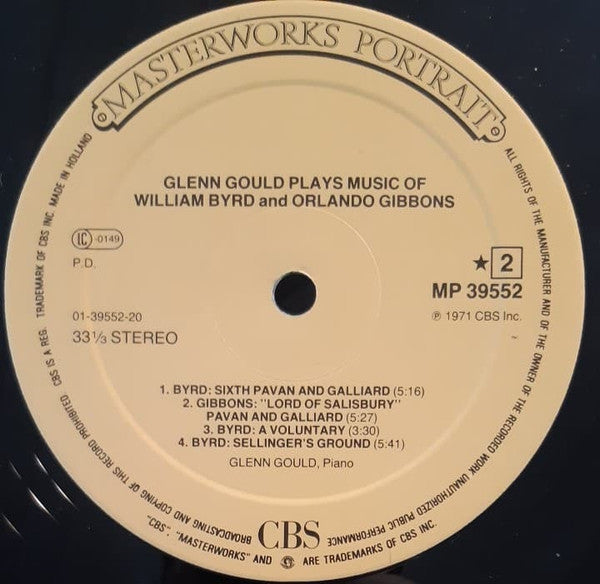 MASTERWORKS PORTRAIT
GLENN GOULD PLAYS MUSIC OF
WILLIAM BYRD and ORLANDO GIBBONS
IC -0149
P.D.
★ 2
MP 39552
01-39552-20
℗ 1971 CBS Inc.
33⅓ STEREO
1. BYRD: SIXTH PAVAN AND GALLIARD (5:16)
2. GIBBONS: "LORD OF SALISBURY"
PAVAN AND GALLIARD (5:27)
3. BYRD: A VOLUNTARY (3:30)
4. BYRD: SELLINGER'S GROUND (5:41)
GLENN GOULD, Piano
CBS
ALL RIGHTS OF THE MANUFACTURER AND OF THE OWNER OF THE RECORDED WORK UNAUTHORIZED PUBLIC PERFORMANCE BROADCASTING AND COPYING OF THIS RECORD PROHIBITED. CBS IS A REG. TRADEMARK OF CBS INC. MADE IN HOLLAND
"CBS", "MASTERWORKS" AND ARE TRADEMARKS OF CBS INC.